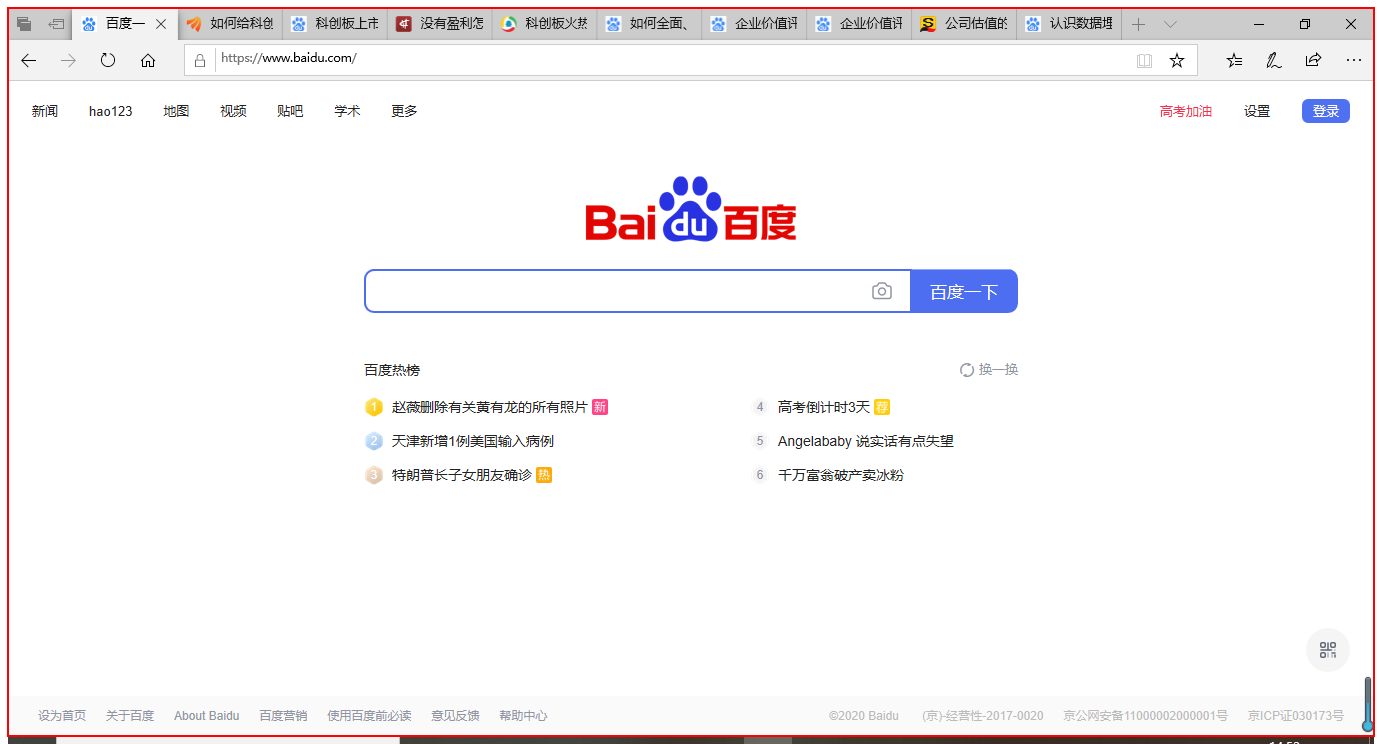 百度一 如何给科创 科创板上市 没有盈利怎 科创板火热 如何全面、 企业价值评 企业价值评 公司估值的 认识数据埋
https://www.baidu.com/
新闻 hao123 地图 视频 贴吧 学术 更多 高考加油 设置 登录
Baidu百度
百度一下
百度热榜 换一换
1 赵薇删除有关黄有龙的所有照片 新 4 高考倒计时3天 荐
2 天津新增1例美国输入病例 5 Angelababy 说实话有点失望
3 特朗普长子女朋友确诊 热 6 千万富翁破产卖冰粉
设为首页 关于百度 About Baidu 百度营销 使用百度前必读 意见反馈 帮助中心 ©2020 Baidu (京)-经营性-2017-0020 京公网安备11000002000001号 京ICP证030173号